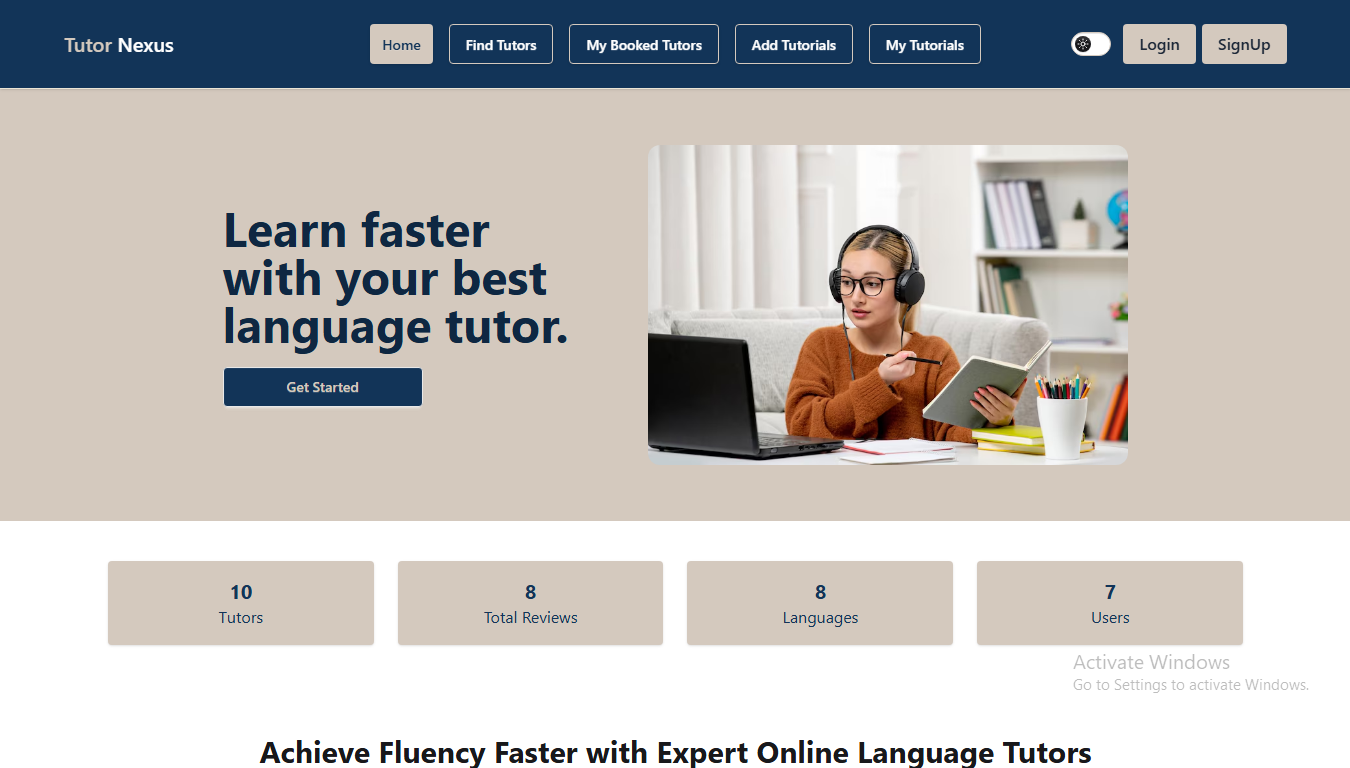 Tutor Nexus
Home
Find Tutors
My Booked Tutors
Add Tutorials
My Tutorials
Login
SignUp
Learn faster
with your best
language tutor.
Get Started
10
Tutors
8
Total Reviews
8
Languages
7
Users
Activate Windows
Go to Settings to activate Windows.
Achieve Fluency Faster with Expert Online Language Tutors